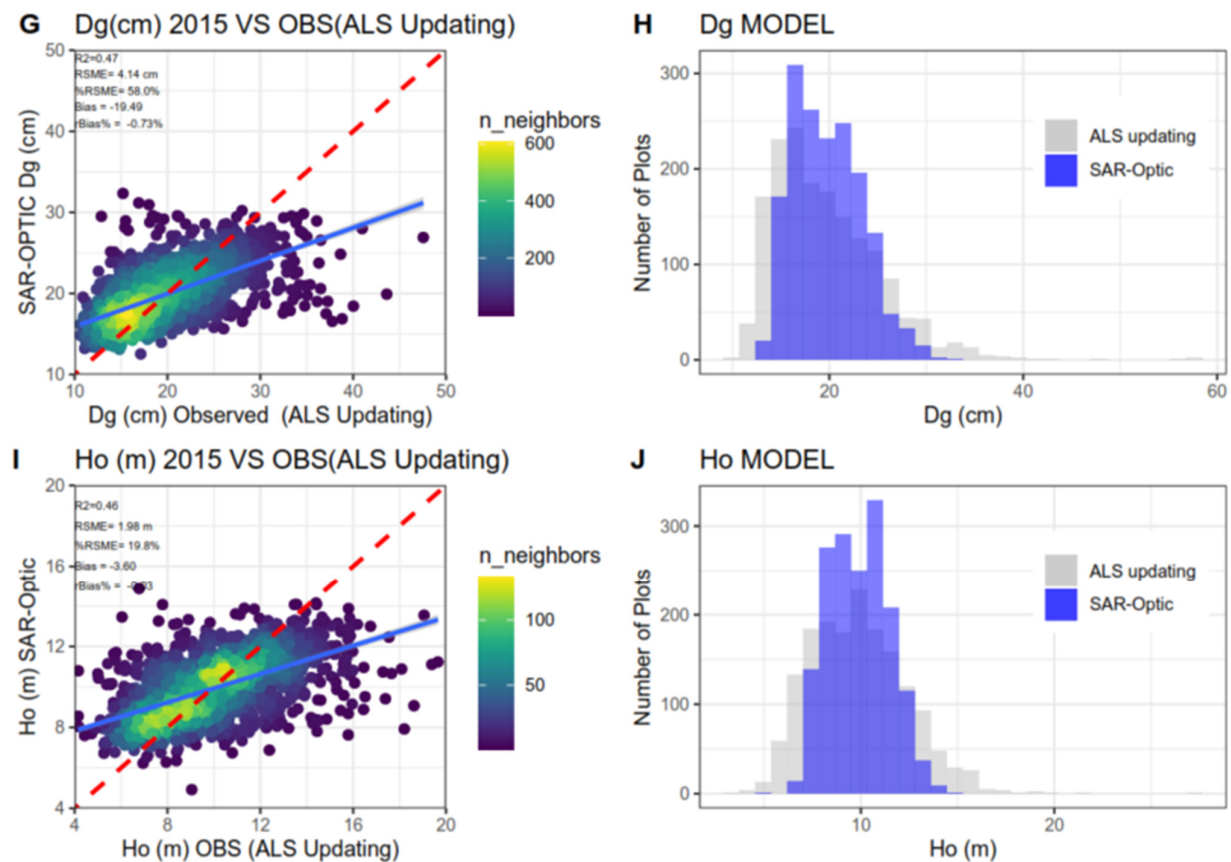 G Dg(cm) 2015 VS OBS(ALS Updating)
50
40
30
20
10
SAR-OPTIC Dg (cm)
R2=0.47
RSME= 4.14 cm
%RSME= 58.0%
Bias = -19.49
rBias% = -0.73%
10 20 30 40 50
Dg (cm) Observed (ALS Updating)
n_neighbors
600
400
200
H Dg MODEL
300
200
100
0
Number of Plots
ALS updating
SAR-Optic
20 40 60
Dg (cm)
I Ho (m) 2015 VS OBS(ALS Updating)
20
16
12
8
4
Ho (m) SAR-Optic
R2=0.46
RSME= 1.98 m
%RSME= 19.8%
Bias = -3.60
rBias% =
4 8 12 16 20
Ho (m) OBS (ALS Updating)
n_neighbors
100
50
J Ho MODEL
300
200
100
0
Number of Plots
ALS updating
SAR-Optic
10 20
Ho (m)